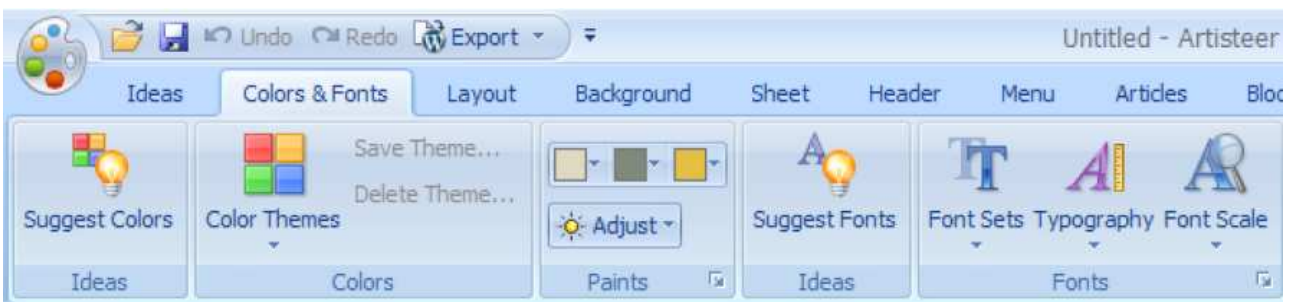 Undo Redo Export Untitled - Artisteer
Ideas Colors & Fonts Layout Background Sheet Header Menu Articles
Save Theme...
Delete Theme...
Adjust
Suggest Colors Color Themes Suggest Fonts Font Sets Typography Font Scale
Ideas Colors Paints Ideas Fonts